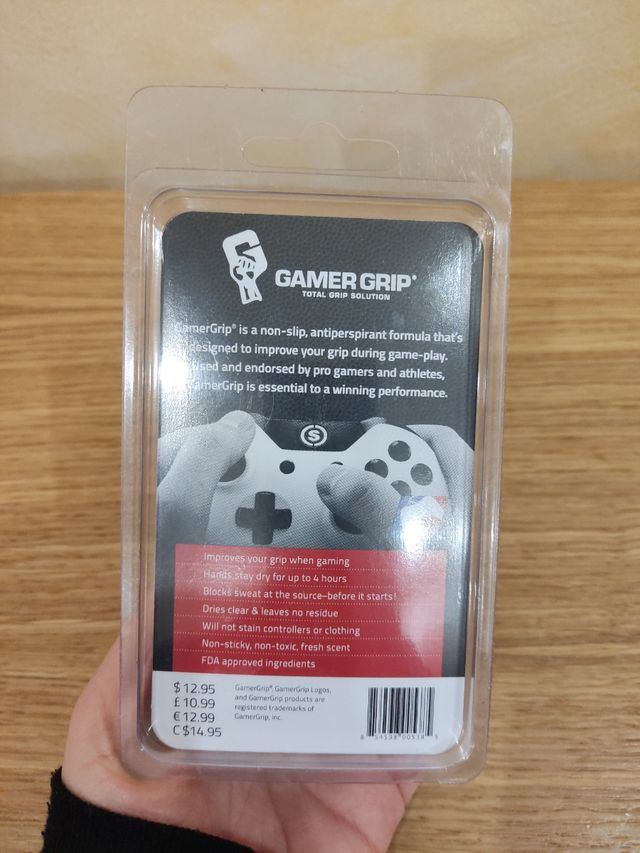 GAMER GRIP®
TOTAL GRIP SOLUTION
GamerGrip® is a non-slip, antiperspirant formula that's
designed to improve your grip during game-play.
Used and endorsed by pro gamers and athletes,
GamerGrip is essential to a winning performance.
S
Improves your grip when gaming
Hands stay dry for up to 4 hours
Blocks sweat at the source–before it starts!
Dries clear & leaves no residue
Will not stain controllers or clothing
Non-sticky, non-toxic, fresh scent
FDA approved ingredients
$ 12.95
£ 10.99
€ 12.99
C $14.95
GamerGrip®, GamerGrip Logos,
and GamerGrip products are
registered trademarks of
GamerGrip, inc.